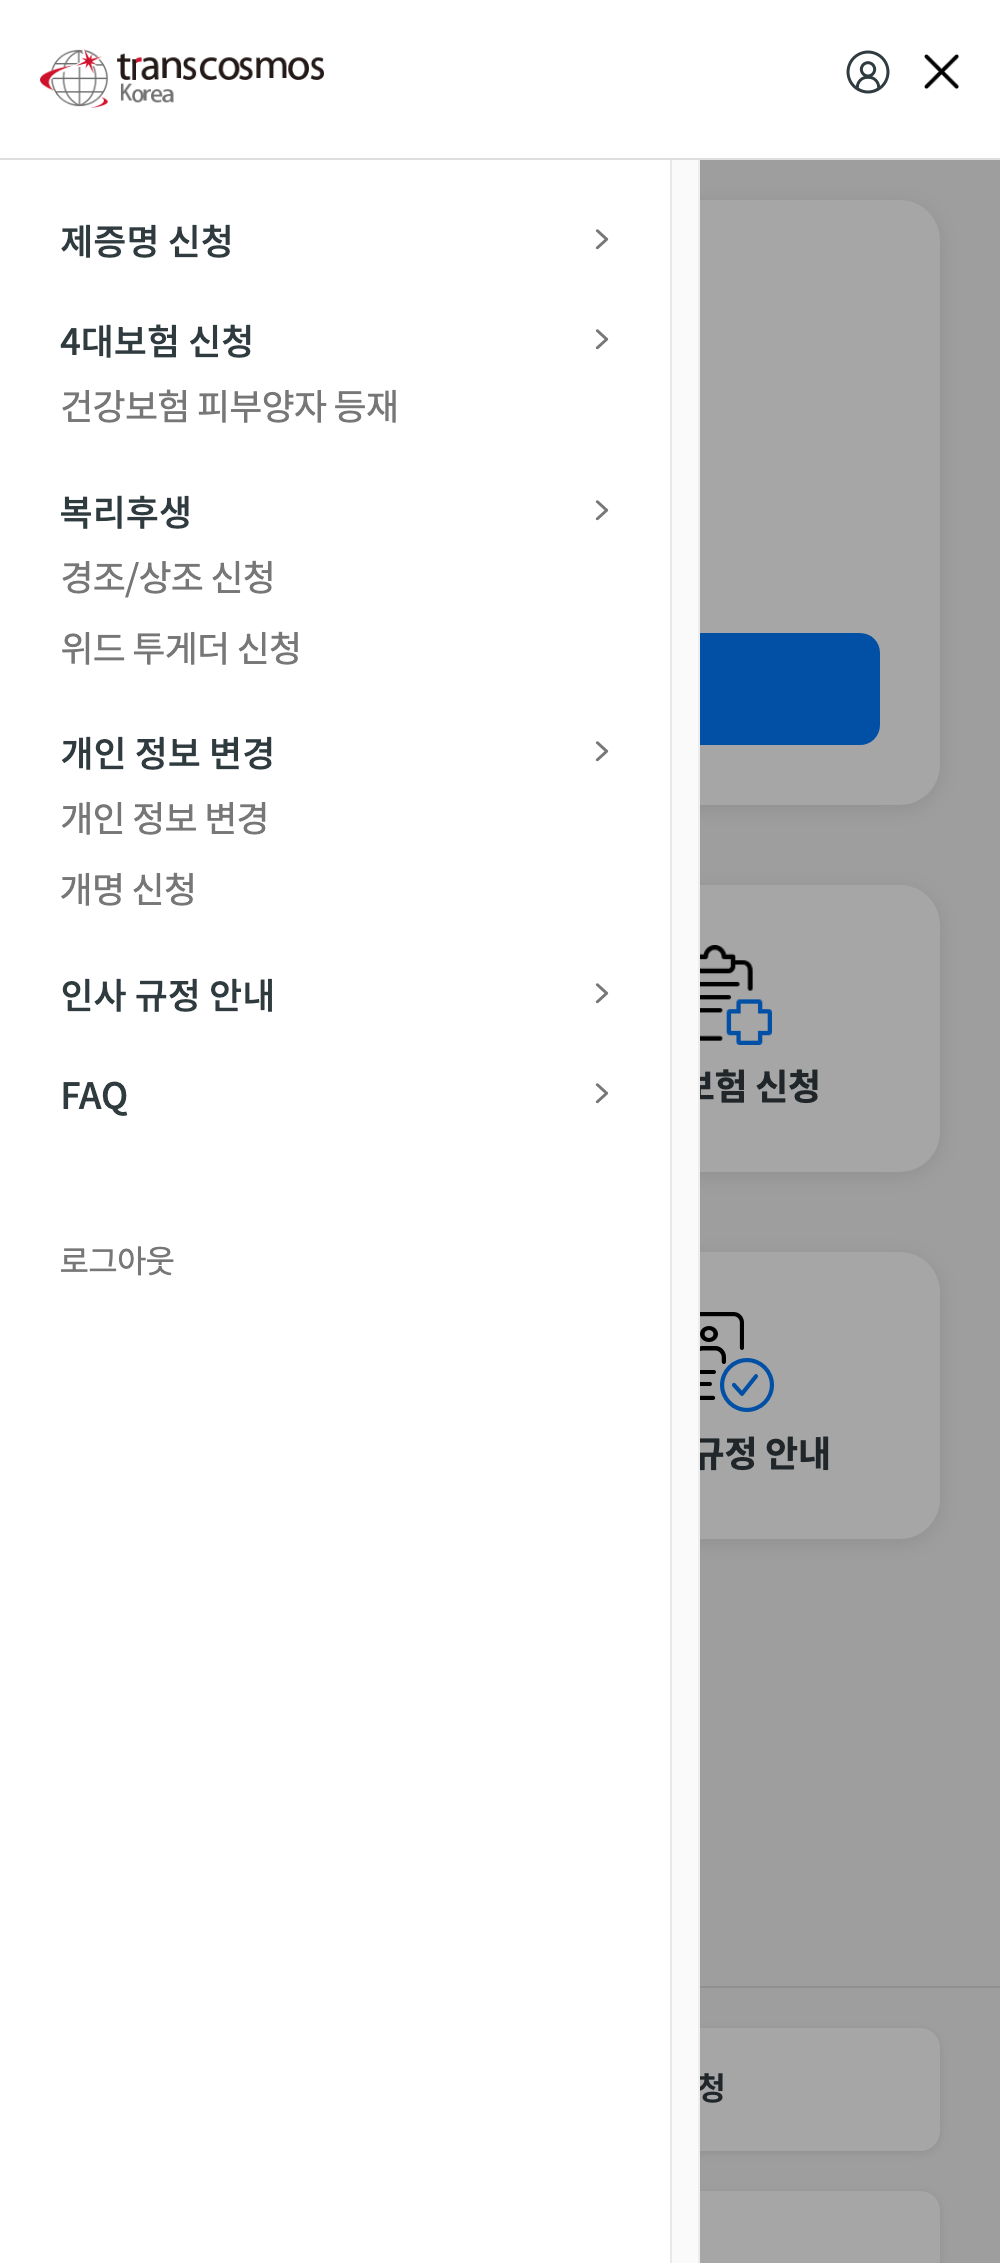 transcosmos
Korea
제증명 신청
4대보험 신청
건강보험 피부양자 등재
복리후생
경조/상조 신청
위드 투게더 신청
개인 정보 변경
개인 정보 변경
개명 신청
인사 규정 안내
FAQ
로그아웃
보험 신청
규정 안내
청